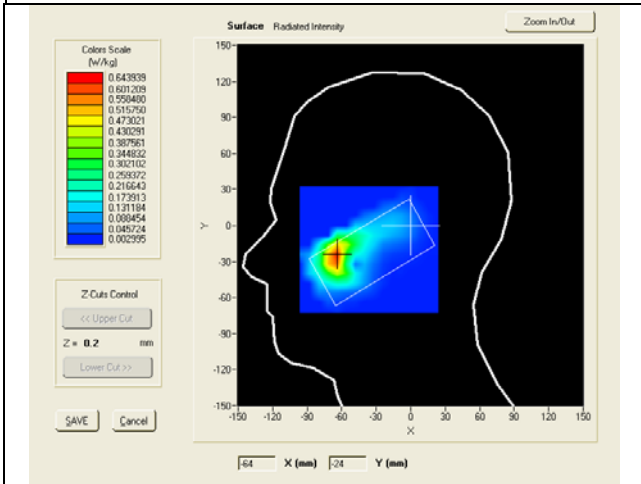 Surface Radiated Intensity
Zoom In/Out
Colors Scale
(W/kg)
0.643939
0.601209
0.558480
0.515750
0.473021
0.430291
0.387561
0.344832
0.302102
0.259372
0.216643
0.173913
0.131184
0.088454
0.045724
0.002995
Z-Cuts Control
<< Upper Cut
Z = 0.2 mm
Lower Cut >>
SAVE Cancel
150
120
90
60
30
0
-30
-60
-90
-120
-150
Y
-150 -120 -90 -60 -30 0 30 60 90 120 150
X
-64 X (mm) -24 Y (mm)